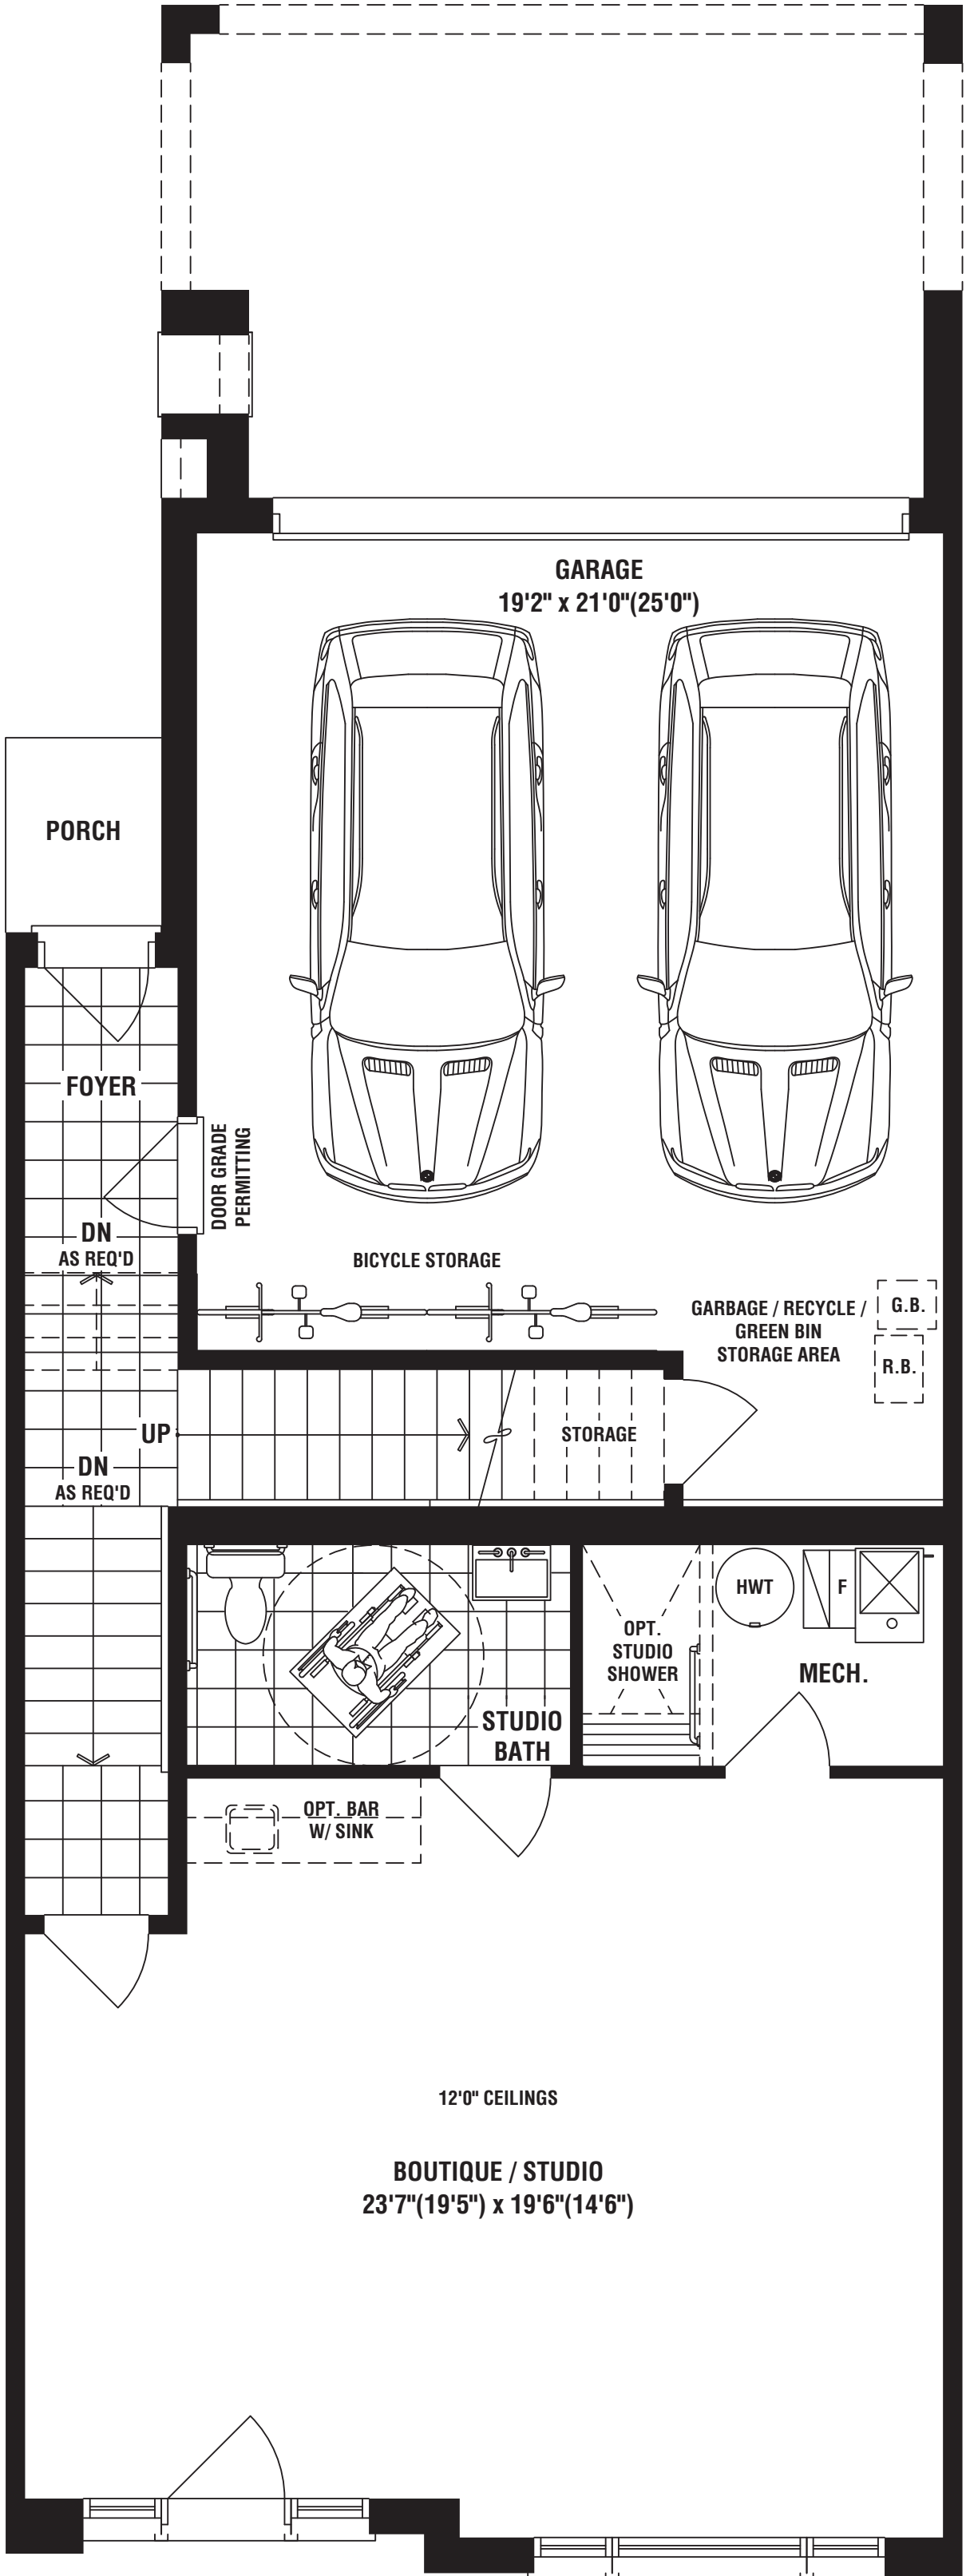 GARAGE
19'2" x 21'0"(25'0")
PORCH
FOYER
DOOR GRADE
PERMITTING
DN
AS REQ'D
BICYCLE STORAGE
GARBAGE / RECYCLE /
GREEN BIN
STORAGE AREA
G.B.
R.B.
UP
STORAGE
DN
AS REQ'D
HWT
F
OPT.
STUDIO
SHOWER
MECH.
STUDIO
BATH
OPT. BAR
W/ SINK
12'0" CEILINGS
BOUTIQUE / STUDIO
23'7"(19'5") x 19'6"(14'6")